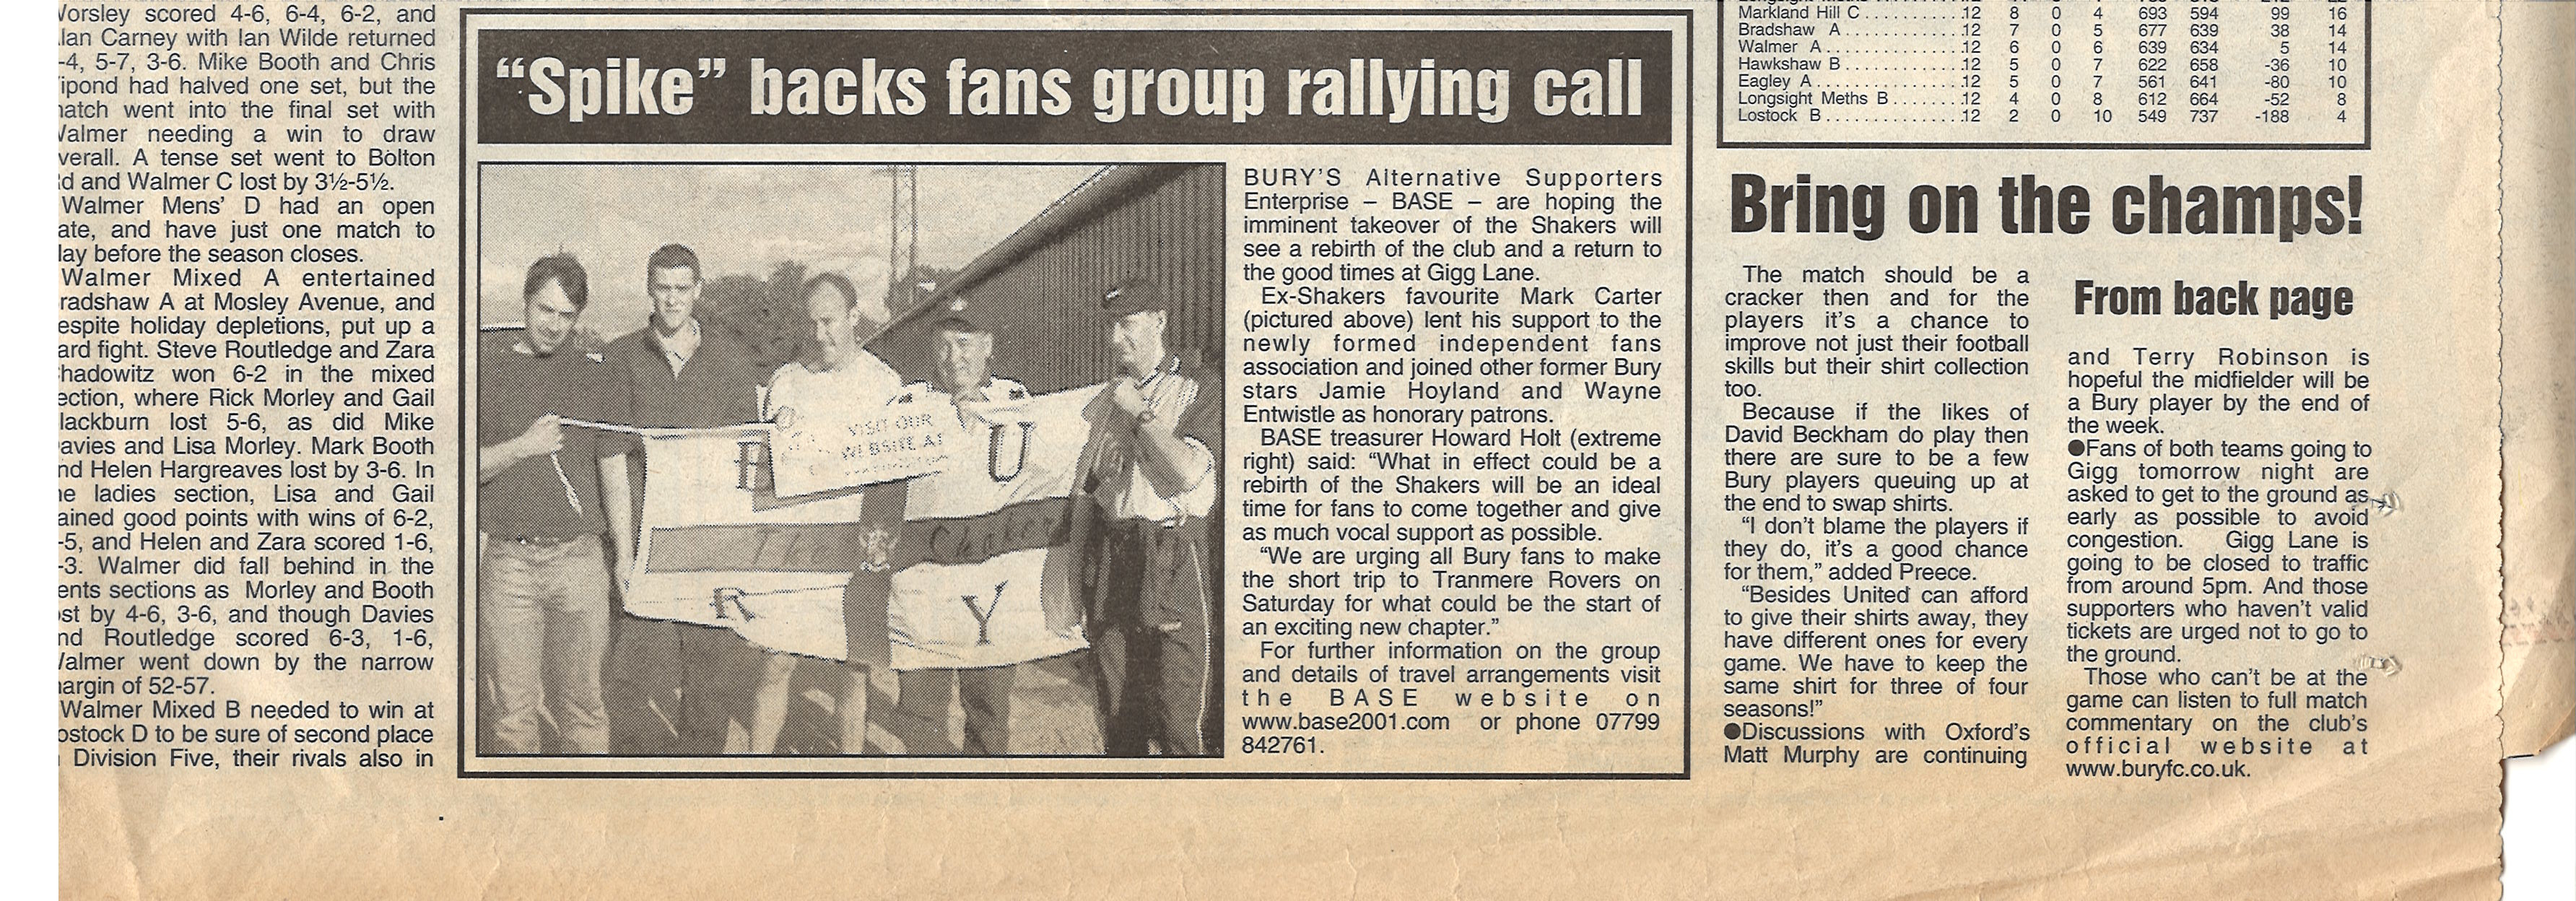 Worsley scored 4-6, 6-4, 6-2, and
lan Carney with Ian Wilde returned
-4, 5-7, 3-6. Mike Booth and Chris
ipond had halved one set, but the
match went into the final set with
Walmer needing a win to draw
verall. A tense set went to Bolton
d and Walmer C lost by 3½-5½.
Walmer Mens' D had an open
ate, and have just one match to
lay before the season closes.
Walmer Mixed A entertained
radshaw A at Mosley Avenue, and
espite holiday depletions, put up a
ard fight. Steve Routledge and Zara
hadowitz won 6-2 in the mixed
ection, where Rick Morley and Gail
lackburn lost 5-6, as did Mike
avies and Lisa Morley. Mark Booth
nd Helen Hargreaves lost by 3-6. In
he ladies section, Lisa and Gail
ained good points with wins of 6-2,
-5, and Helen and Zara scored 1-6,
-3. Walmer did fall behind in the
ents sections as Morley and Booth
ost by 4-6, 3-6, and though Davies
nd Routledge scored 6-3, 1-6,
Walmer went down by the narrow
margin of 52-57.
Walmer Mixed B needed to win at
ostock D to be sure of second place
Division Five, their rivals also in
“Spike” backs fans group rallying call
VISIT OUR
WEBSITE AT
U
The Shakers
R Y
BURY'S Alternative Supporters
Enterprise – BASE – are hoping the
imminent takeover of the Shakers will
see a rebirth of the club and a return to
the good times at Gigg Lane.
Ex-Shakers favourite Mark Carter
(pictured above) lent his support to the
newly formed independent fans
association and joined other former Bury
stars Jamie Hoyland and Wayne
Entwistle as honorary patrons.
BASE treasurer Howard Holt (extreme
right) said: “What in effect could be a
rebirth of the Shakers will be an ideal
time for fans to come together and give
as much vocal support as possible.
“We are urging all Bury fans to make
the short trip to Tranmere Rovers on
Saturday for what could be the start of
an exciting new chapter.”
For further information on the group
and details of travel arrangements visit
the BASE website on
www.base2001.com or phone 07799
842761.
Markland Hill C...........12 8 0 4 693 594 99 16
Bradshaw A.............12 7 0 5 677 639 38 14
Walmer A...............12 6 0 6 639 634 5 14
Hawkshaw B.............12 5 0 7 622 658 -36 10
Eagley A................12 5 0 7 561 641 -80 10
Longsight Meths B........12 4 0 8 612 664 -52 8
Lostock B...............12 2 0 10 549 737 -188 4
Bring on the champs!
The match should be a
cracker then and for the
players it's a chance to
improve not just their football
skills but their shirt collection
too.
Because if the likes of
David Beckham do play then
there are sure to be a few
Bury players queuing up at
the end to swap shirts.
“I don't blame the players if
they do, it's a good chance
for them,” added Preece.
“Besides United can afford
to give their shirts away, they
have different ones for every
game. We have to keep the
same shirt for three of four
seasons!”
●Discussions with Oxford's
Matt Murphy are continuing
From back page
and Terry Robinson is
hopeful the midfielder will be
a Bury player by the end of
the week.
●Fans of both teams going to
Gigg tomorrow night are
asked to get to the ground as
early as possible to avoid
congestion. Gigg Lane is
going to be closed to traffic
from around 5pm. And those
supporters who haven't valid
tickets are urged not to go to
the ground.
Those who can't be at the
game can listen to full match
commentary on the club's
official website at
www.buryfc.co.uk.